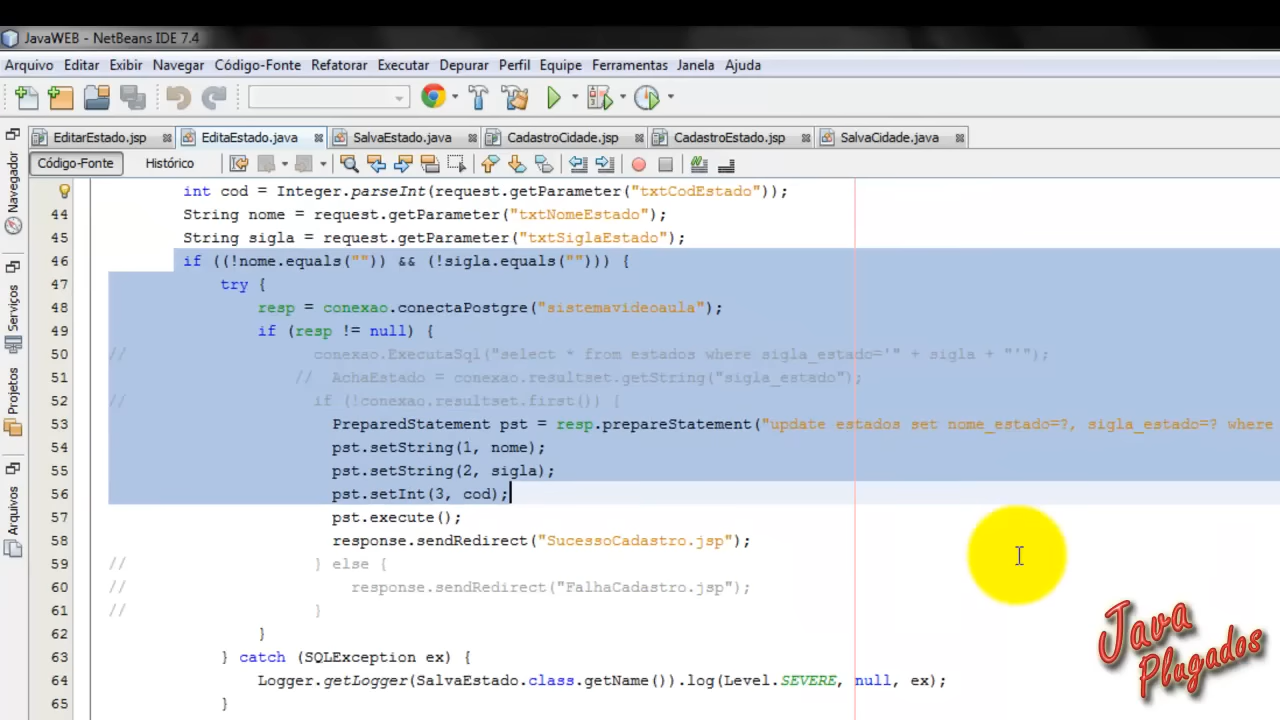 JavaWEB - NetBeans IDE 7.4
Arquivo Editar Exibir Navegar Código-Fonte Refatorar Executar Depurar Perfil Equipe Ferramentas Janela Ajuda
EditarEstado.jsp EditaEstado.java SalvaEstado.java CadastroCidade.jsp CadastroEstado.jsp SalvaCidade.java
Código-Fonte Histórico
Navegador
Serviços
Projetos
Arquivos
int cod = Integer.parseInt(request.getParameter("txtCodEstado"));
44 String nome = request.getParameter("txtNomeEstado");
45 String sigla = request.getParameter("txtSiglaEstado");
46 if ((!nome.equals("")) && (!sigla.equals(""))) {
47 try {
48 resp = conexao.conectaPostgre("sistemavideoaula");
49 if (resp != null) {
50 // conexao.ExecutaSql("select * from estados where sigla_estado='" + sigla + "'");
51 // AchaEstado = conexao.resultset.getString("sigla_estado");
52 // if (!conexao.resultset.first()) {
53 PreparedStatement pst = resp.prepareStatement("update estados set nome_estado=?, sigla_estado=? where
54 pst.setString(1, nome);
55 pst.setString(2, sigla);
56 pst.setInt(3, cod);
57 pst.execute();
58 response.sendRedirect("SucessoCadastro.jsp");
59 // } else {
60 // response.sendRedirect("FalhaCadastro.jsp");
61 // }
62 }
63 } catch (SQLException ex) {
64 Logger.getLogger(SalvaEstado.class.getName()).log(Level.SEVERE, null, ex);
65 }
Java
Plugados